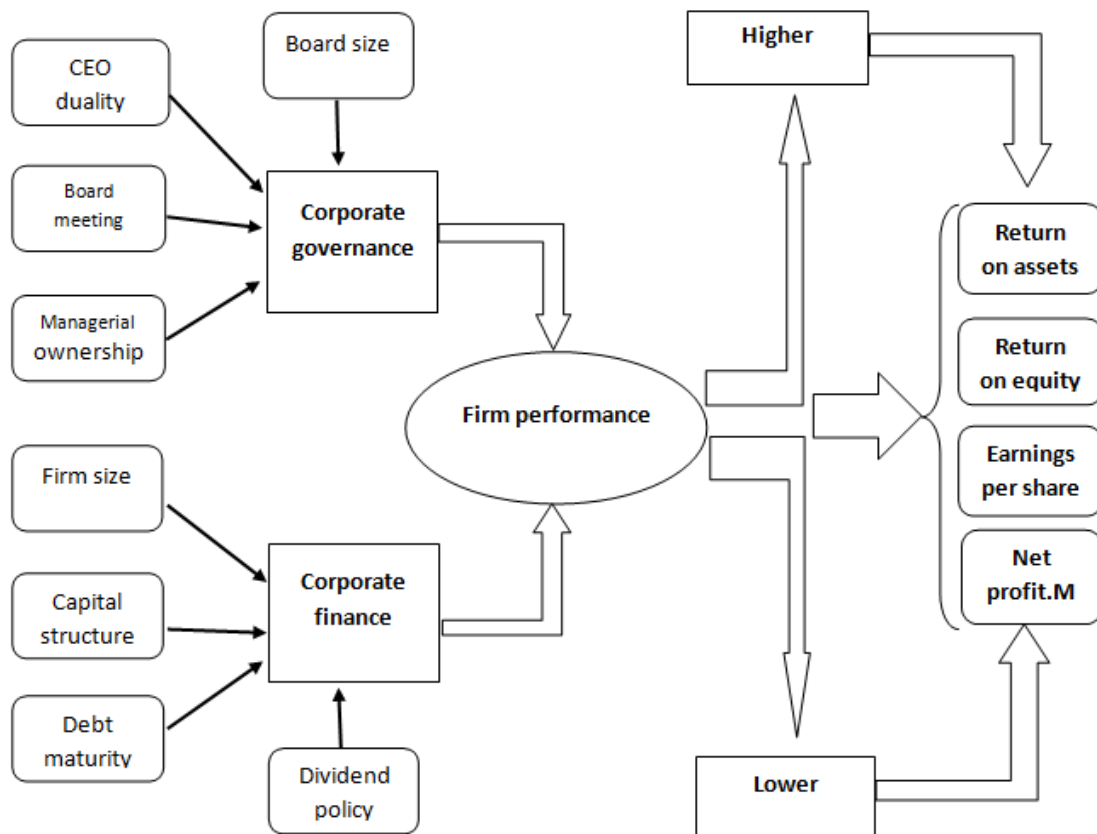 Board size
CEO
duality
Board
meeting
Managerial
ownership
Corporate
governance
Firm size
Capital
structure
Debt
maturity
Dividend
policy
Corporate
finance
Firm performance
Higher
Lower
Return
on assets
Return
on equity
Earnings
per share
Net
profit.M